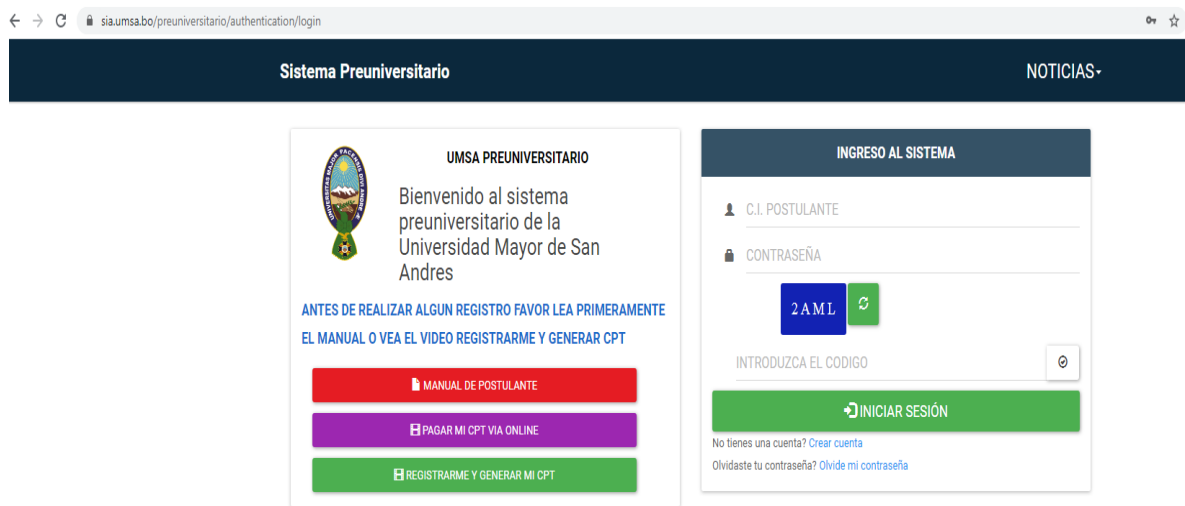 sia.umsa.bo/preuniversitario/authentication/login
Sistema Preuniversitario
NOTICIAS
UMSA PREUNIVERSITARIO
Bienvenido al sistema
preuniversitario de la
Universidad Mayor de San
Andres
ANTES DE REALIZAR ALGUN REGISTRO FAVOR LEA PRIMERAMENTE
EL MANUAL O VEA EL VIDEO REGISTRARME Y GENERAR CPT
MANUAL DE POSTULANTE
PAGAR MI CPT VIA ONLINE
REGISTRARME Y GENERAR MI CPT
INGRESO AL SISTEMA
C.I. POSTULANTE
CONTRASEÑA
2AML
INTRODUZCA EL CODIGO
INICIAR SESIÓN
No tienes una cuenta? Crear cuenta
Olvidaste tu contraseña? Olvide mi contraseña